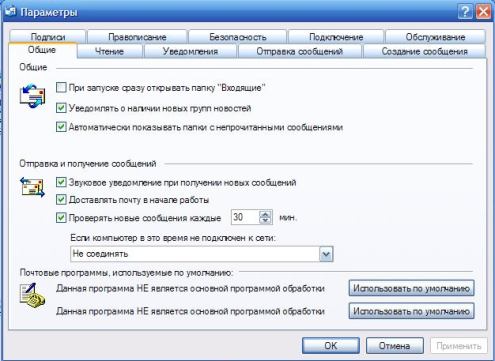 Параметры
Подписи Правописание Безопасность Подключение Обслуживание
Общие Чтение Уведомления Отправка сообщений Создание сообщения
Общие
При запуске сразу открывать папку "Входящие"
Уведомлять о наличии новых групп новостей
Автоматически показывать папки с непрочитанными сообщениями
Отправка и получение сообщений
Звуковое уведомление при получении новых сообщений
Доставлять почту в начале работы
Проверять новые сообщения каждые 30 мин.
Если компьютер в это время не подключен к сети:
Не соединять
Почтовые программы, используемые по умолчанию:
Данная программа НЕ является основной программой обработки Использовать по умолчанию
Данная программа НЕ является основной программой обработки Использовать по умолчанию
OK Отмена Применить